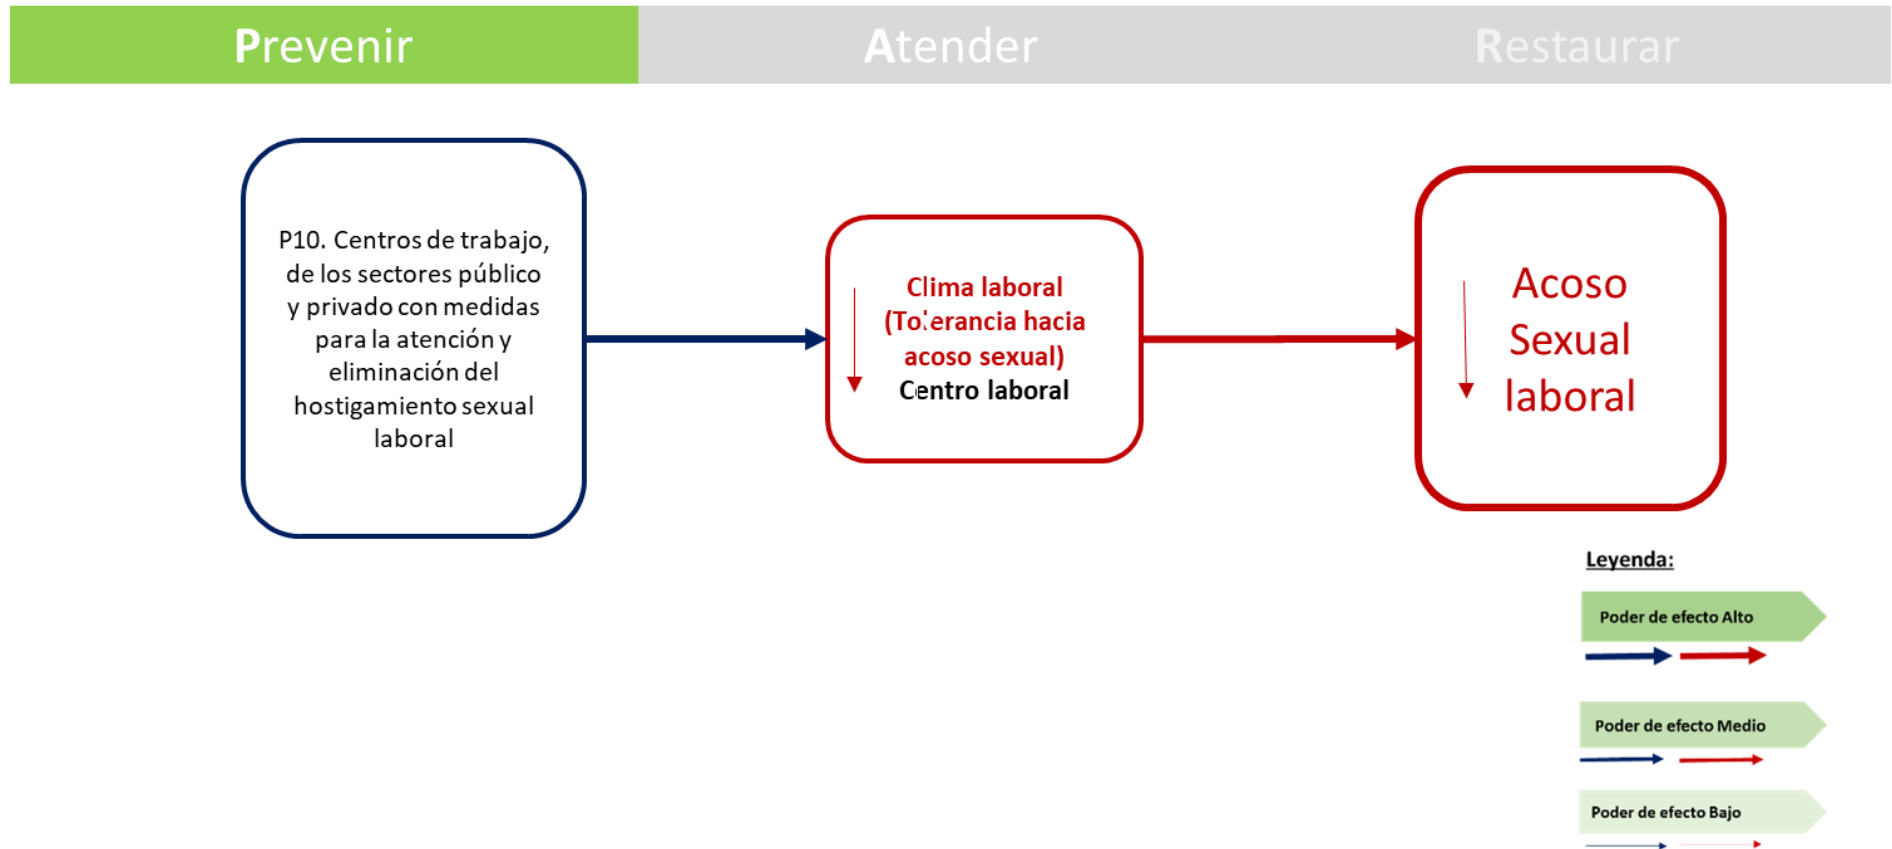 Prevenir
Atender
Restaurar
P10. Centros de trabajo,
de los sectores público
y privado con medidas
para la atención y
eliminación del
hostigamiento sexual
laboral
Clima laboral
(Tolerancia hacia
acoso sexual)
Centro laboral
Acoso
Sexual
laboral
Leyenda:
Poder de efecto Alto
Poder de efecto Medio
Poder de efecto Bajo